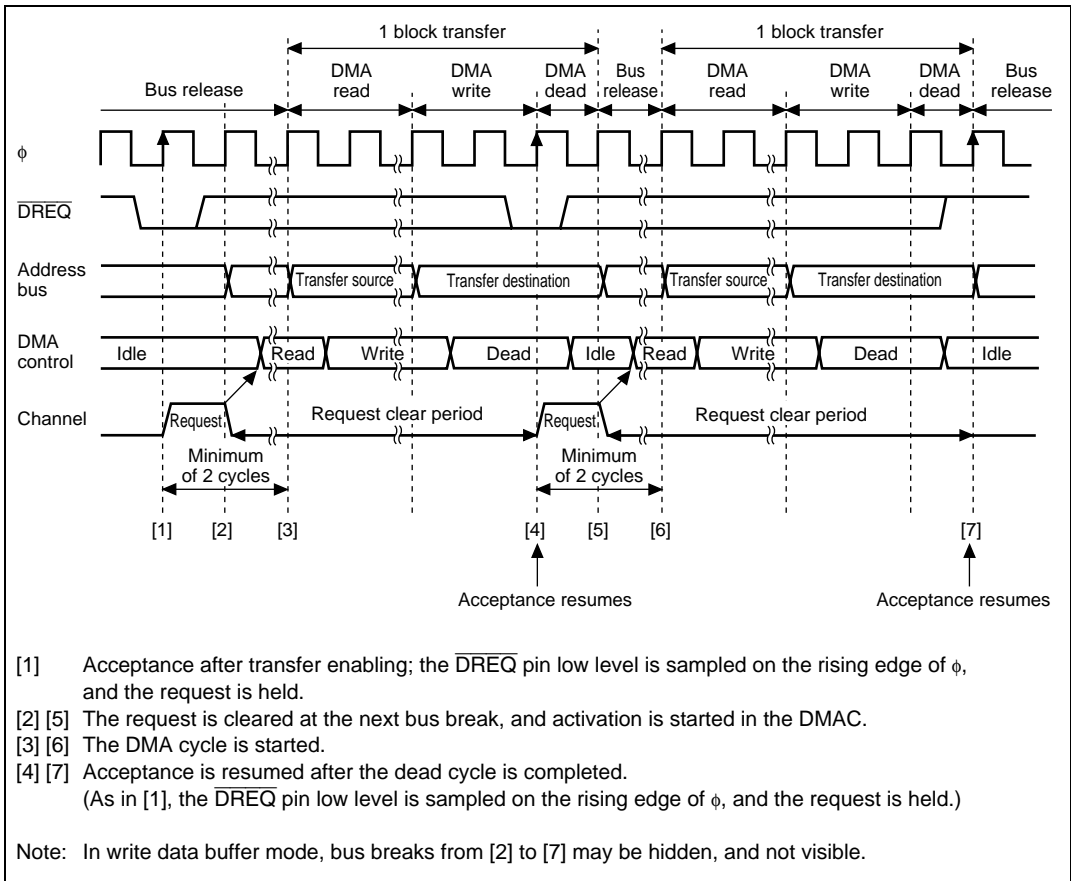 1 block transfer 1 block transfer
DMA DMA DMA Bus DMA DMA DMA Bus
Bus release read write dead release read write dead release
φ
DREQ
Address Transfer source Transfer destination Transfer source Transfer destination
bus
DMA Idle Read Write Dead Idle Read Write Dead Idle
control
Channel Request Request clear period Request Request clear period
Minimum Minimum
of 2 cycles of 2 cycles
[1] [2] [3] [4] [5] [6] [7]
Acceptance resumes Acceptance resumes
[1] Acceptance after transfer enabling; the DREQ pin low level is sampled on the rising edge of φ,
and the request is held.
[2] [5] The request is cleared at the next bus break, and activation is started in the DMAC.
[3] [6] The DMA cycle is started.
[4] [7] Acceptance is resumed after the dead cycle is completed.
(As in [1], the DREQ pin low level is sampled on the rising edge of φ, and the request is held.)
Note: In write data buffer mode, bus breaks from [2] to [7] may be hidden, and not visible.